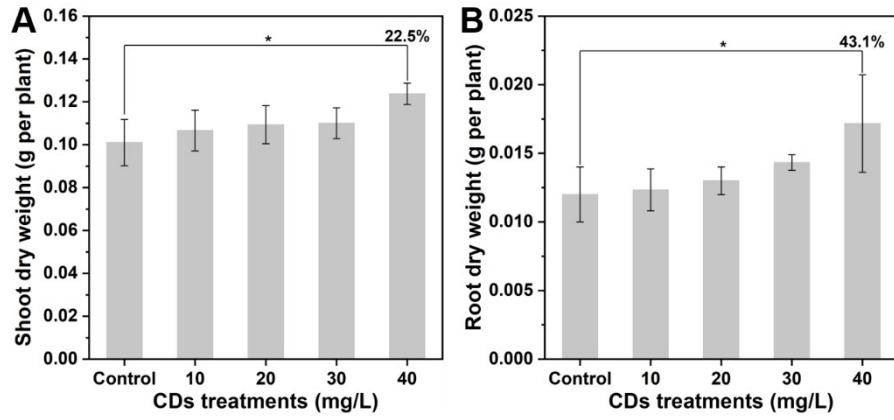 A
Shoot dry weight (g per plant)
0.16
0.14
0.12
0.10
0.08
0.06
0.04
0.02
0.00
*
22.5%
Control 10 20 30 40
CDs treatments (mg/L)
B
Root dry weight (g per plant)
0.025
0.020
0.015
0.010
0.005
0.000
*
43.1%
Control 10 20 30 40
CDs treatments (mg/L)